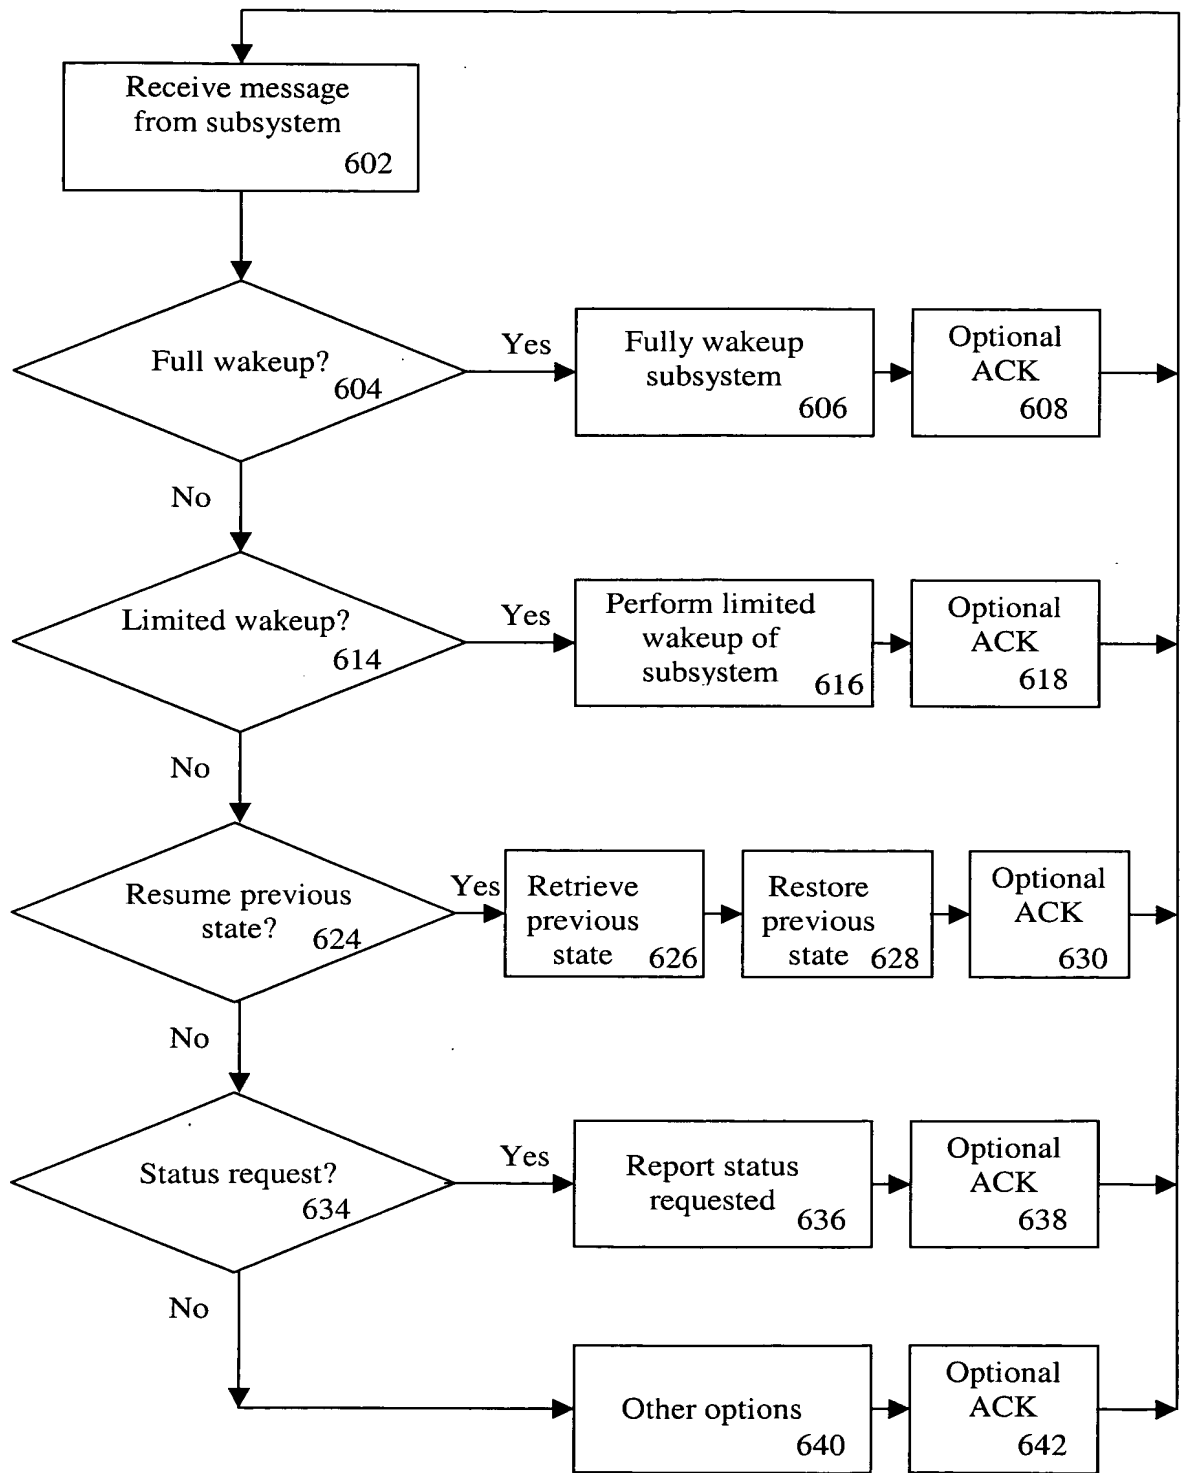 Receive message
from subsystem
602
Full wakeup?
604
Yes
Fully wakeup
subsystem
606
Optional
ACK
608
No
Limited wakeup?
614
Yes
Perform limited
wakeup of
subsystem
616
Optional
ACK
618
No
Resume previous
state?
624
Yes
Retrieve
previous
state
626
Restore
previous
state
628
Optional
ACK
630
No
Status request?
634
Yes
Report status
requested
636
Optional
ACK
638
No
Other options
640
Optional
ACK
642